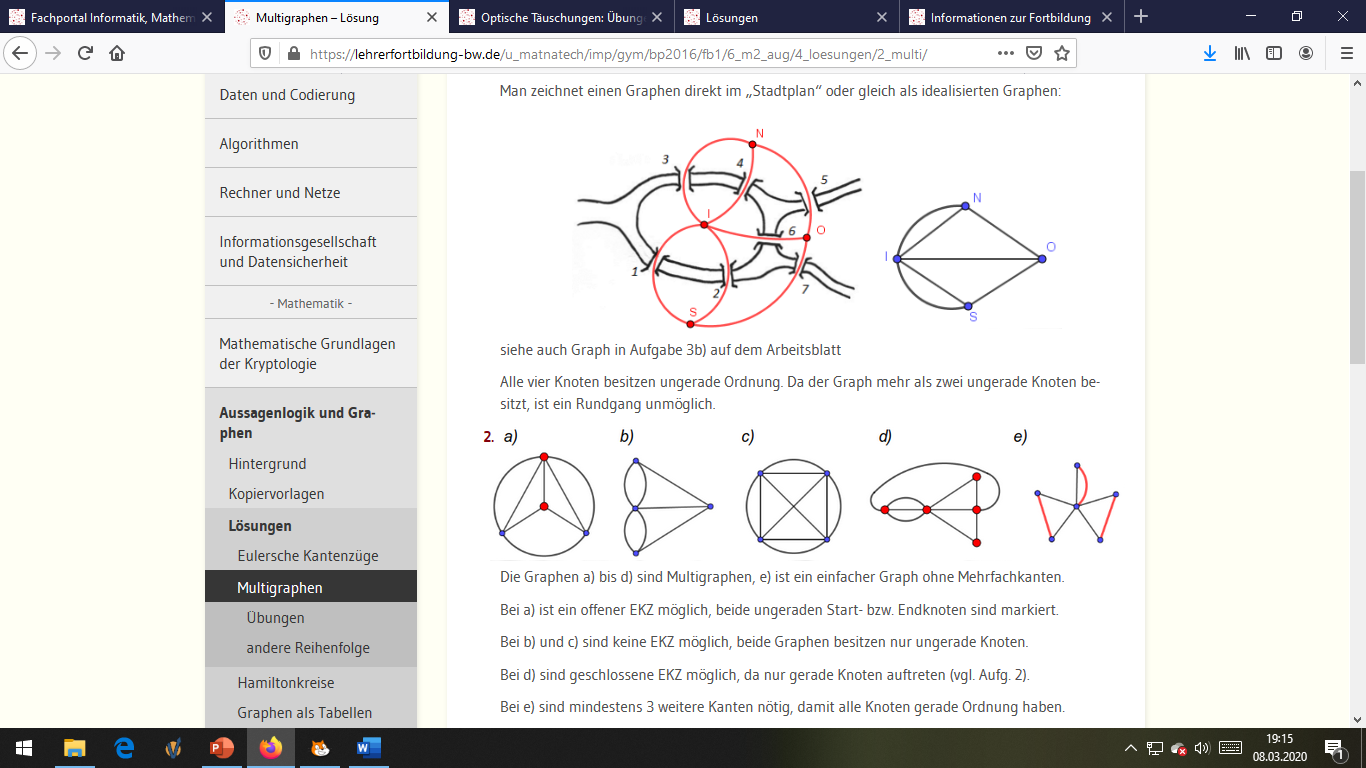 Fachportal Informatik, Mathem
Multigraphen – Lösung
Optische Täuschungen: Übunge
Lösungen
Informationen zur Fortbildung
https://lehrerfortbildung-bw.de/u_matnatech/imp/gym/bp2016/fb1/6_m2_aug/4_loesungen/2_multi/
Daten und Codierung
Algorithmen
Rechner und Netze
Informationsgesellschaft
und Datensicherheit
- Mathematik -
Mathematische Grundlagen
der Kryptologie
Aussagenlogik und Gra-
phen
Hintergrund
Kopiervorlagen
Lösungen
Eulersche Kantenzüge
Multigraphen
Übungen
andere Reihenfolge
Hamiltonkreise
Graphen als Tabellen
Man zeichnet einen Graphen direkt im „Stadtplan“ oder gleich als idealisierten Graphen:
N
3
4
5
I
6
O
1
2
7
S
N
I
O
S
siehe auch Graph in Aufgabe 3b) auf dem Arbeitsblatt
Alle vier Knoten besitzen ungerade Ordnung. Da der Graph mehr als zwei ungerade Knoten be-
sitzt, ist ein Rundgang unmöglich.
2. a) b) c) d) e)
Die Graphen a) bis d) sind Multigraphen, e) ist ein einfacher Graph ohne Mehrfachkanten.
Bei a) ist ein offener EKZ möglich, beide ungeraden Start- bzw. Endknoten sind markiert.
Bei b) und c) sind keine EKZ möglich, beide Graphen besitzen nur ungerade Knoten.
Bei d) sind geschlossene EKZ möglich, da nur gerade Knoten auftreten (vgl. Aufg. 2).
Bei e) sind mindestens 3 weitere Kanten nötig, damit alle Knoten gerade Ordnung haben.
19:15
08.03.2020
1